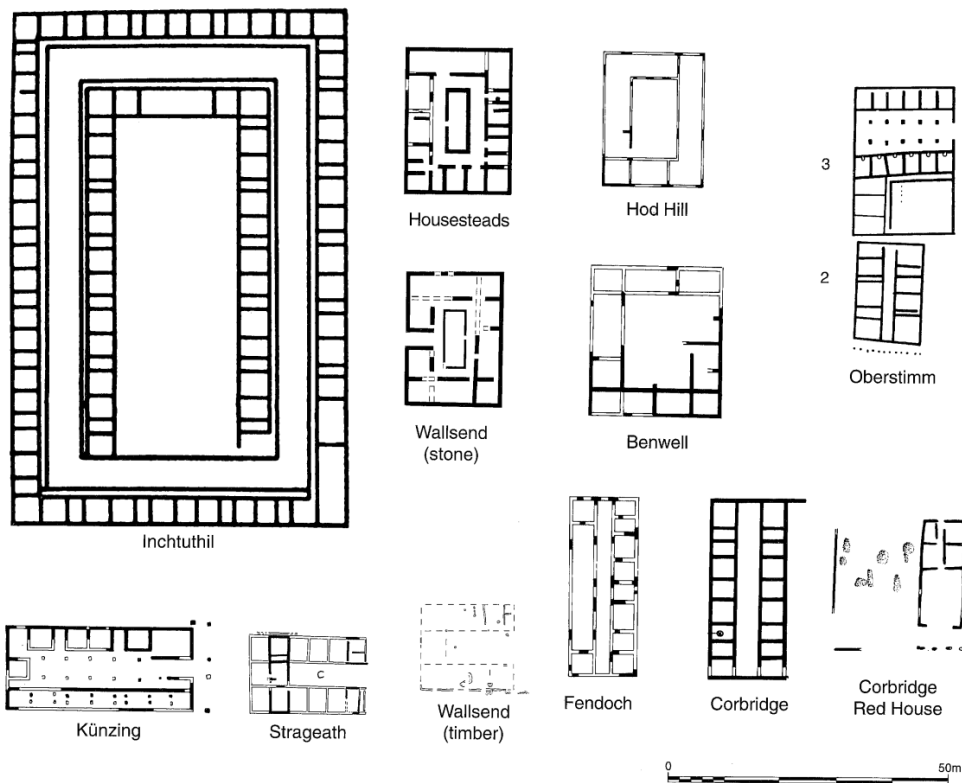 Housesteads
Hod Hill
3
2
Oberstimm
Wallsend
(stone)
Benwell
Inchtuthil
C
Künzing
Strageath
Wallsend
(timber)
Fendoch
Corbridge
Corbridge
Red House
0
50m